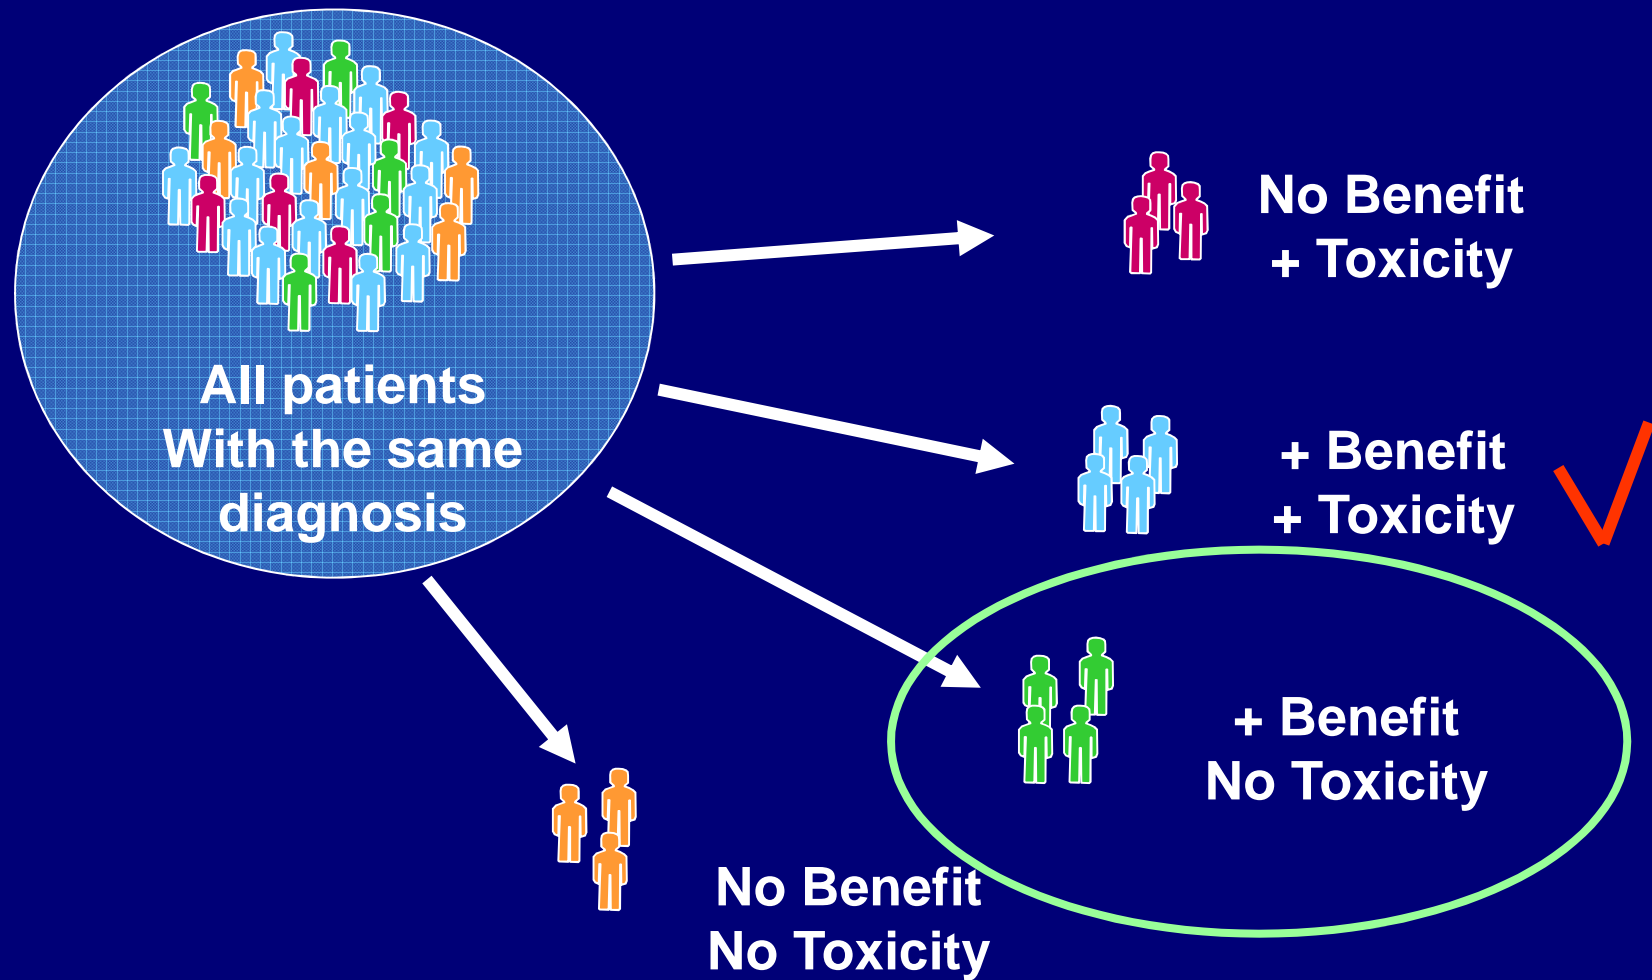 All patients
With the same
diagnosis
No Benefit
+ Toxicity
+ Benefit
+ Toxicity
+ Benefit
No Toxicity
No Benefit
No Toxicity